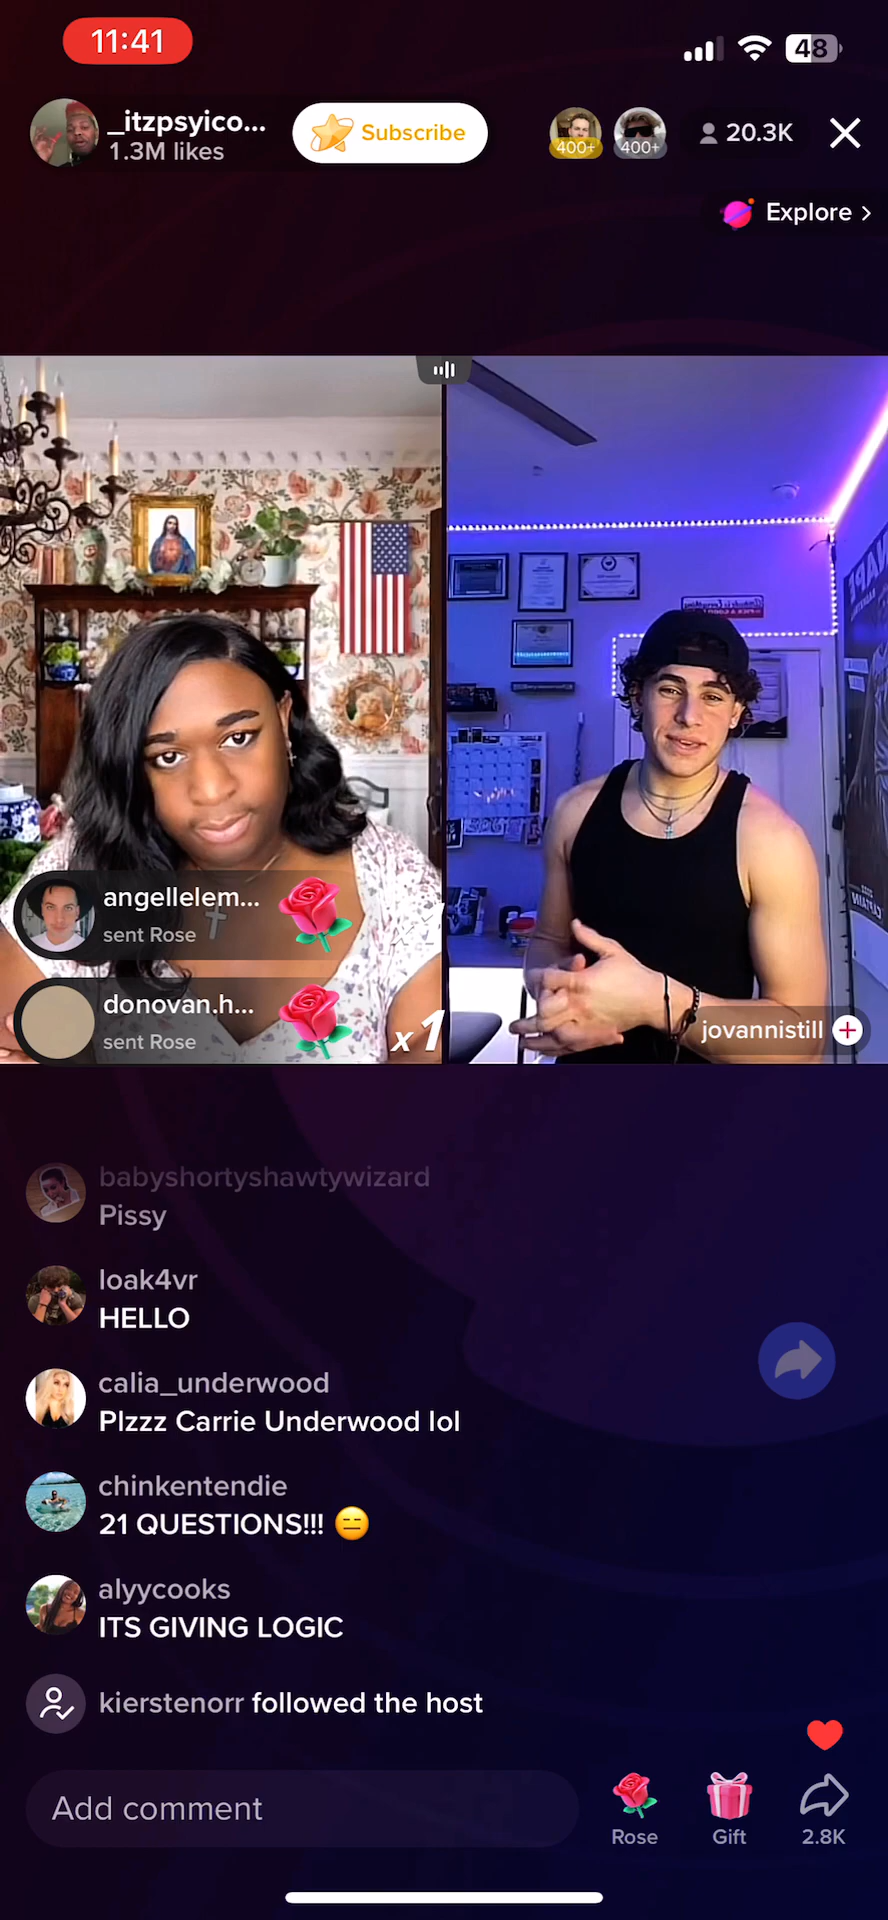 11:41
48
_itzpsyico...
1.3M likes
Subscribe
400+
400+
20.3K
Explore >
angellelem...
sent Rose
donovan.h...
sent Rose
x1
jovannistill
babyshortyshawtywizard
Pissy
loak4vr
HELLO
calia_underwood
Plzzz Carrie Underwood lol
chinkentendie
21 QUESTIONS!!! 😑
alyycooks
ITS GIVING LOGIC
kierstenorr followed the host
Add comment
Rose
Gift
2.8K